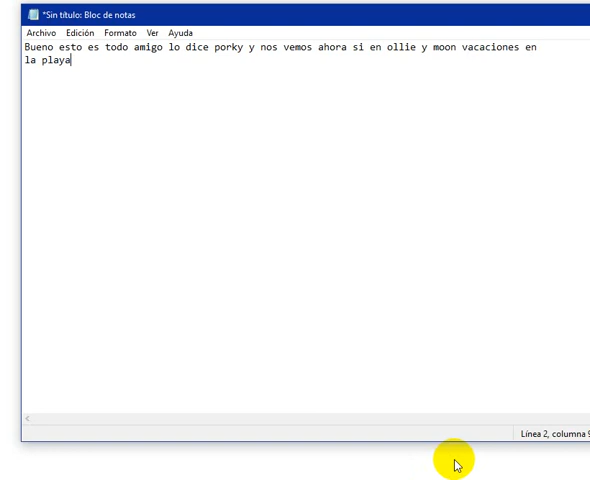 *Sin título: Bloc de notas
Archivo Edición Formato Ver Ayuda
Bueno esto es todo amigo lo dice porky y nos vemos ahora si en ollie y moon vacaciones en
la playa
Línea 2, columna 9